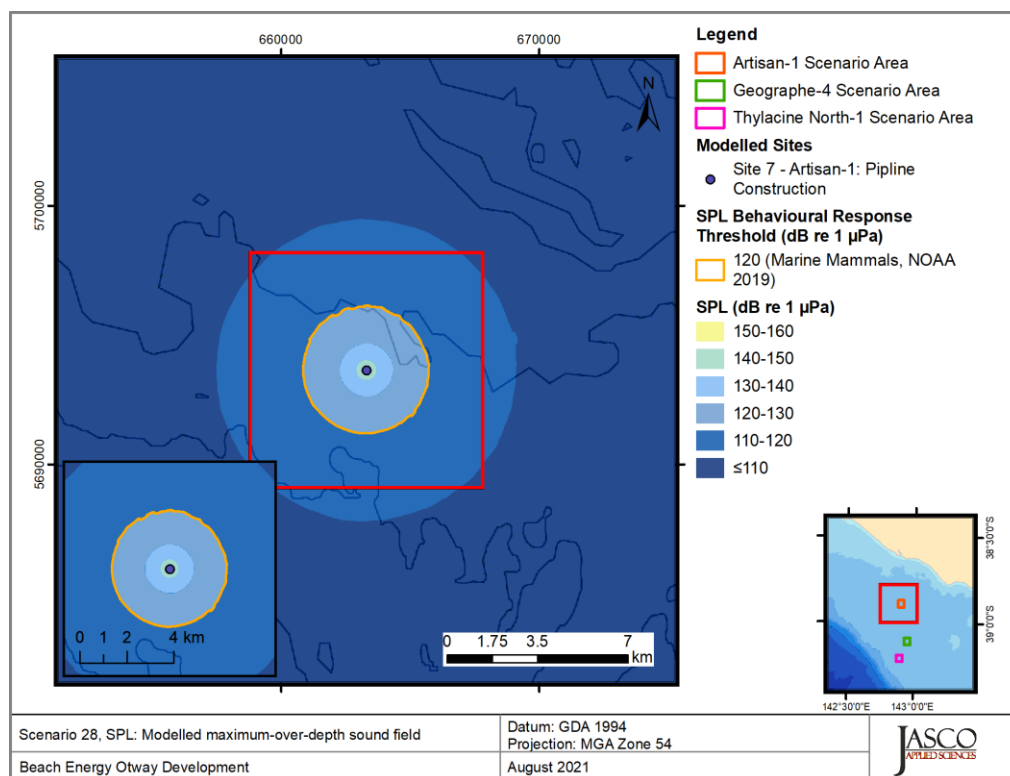 660000
670000
5700000
5690000
N
0 1 2 4 km
0 1.75 3.5 7
km
Legend
Artisan-1 Scenario Area
Geographe-4 Scenario Area
Thylacine North-1 Scenario Area
Modelled Sites
Site 7 - Artisan-1: Pipline
Construction
SPL Behavioural Response
Threshold (dB re 1 µPa)
120 (Marine Mammals, NOAA
2019)
SPL (dB re 1 µPa)
150-160
140-150
130-140
120-130
110-120
≤110
38°30'0"S
39°0'0"S
142°30'0"E
143°0'0"E
Scenario 28, SPL: Modelled maximum-over-depth sound field
Datum: GDA 1994
Projection: MGA Zone 54
Beach Energy Otway Development
August 2021
JASCO
APPLIED SCIENCES